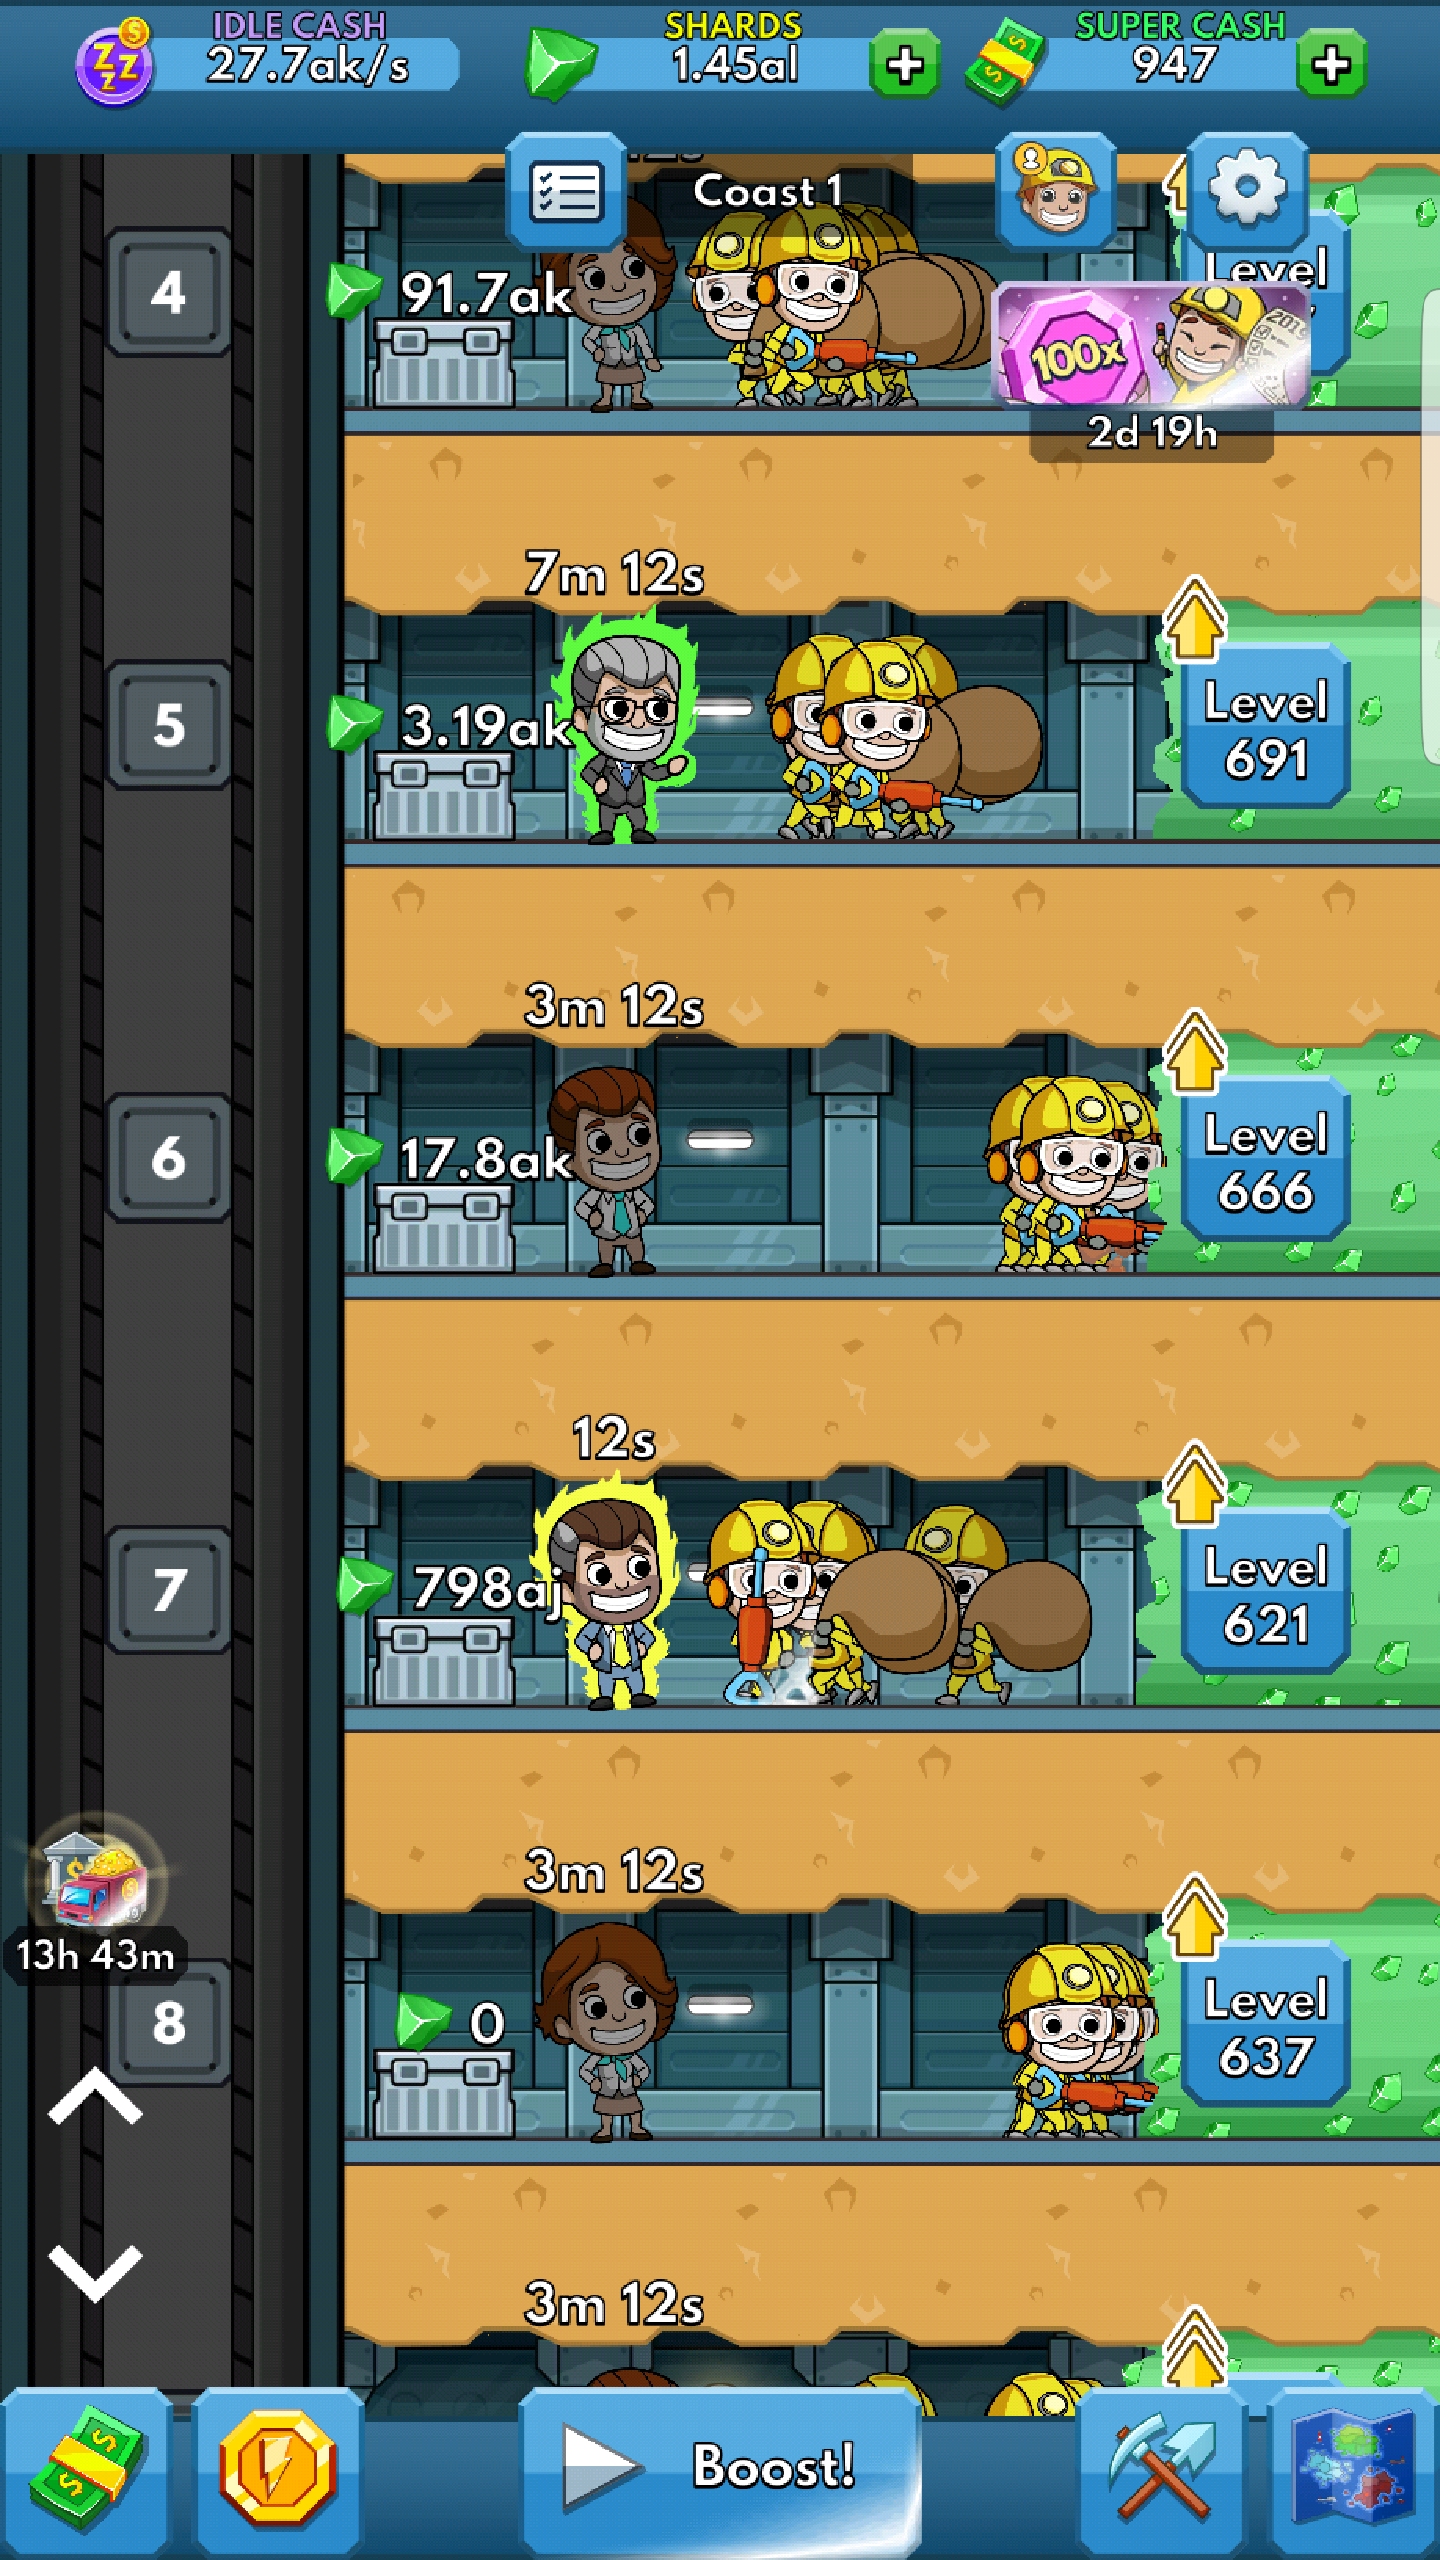 IDLE CASH
27.7ak/s
SHARDS
1.45al
SUPER CASH
947
Coast 1
4
91.7ak
Level
100x
2d 19h
7m 12s
5
3.19ak
Level
691
3m 12s
6
17.8ak
Level
666
12s
7
798aj
Level
621
3m 12s
13h 43m
8
0
Level
637
3m 12s
Boost!